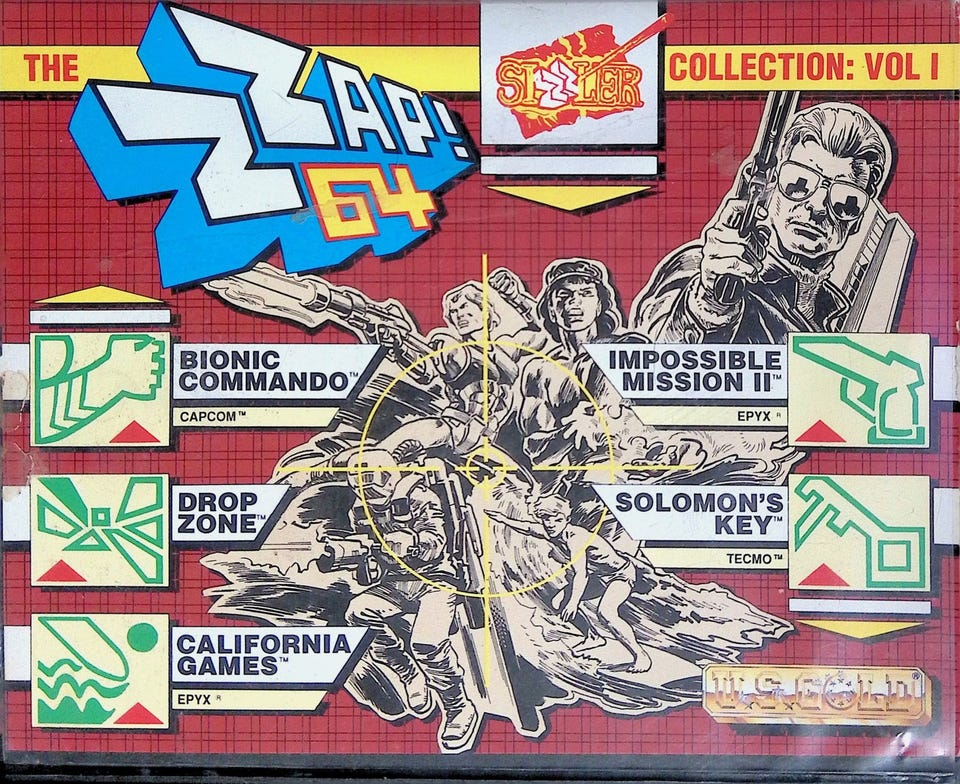 THE
ZZAP!
64
SIZZLER
COLLECTION: VOL I
BIONIC
COMMANDO™
CAPCOM™
DROP
ZONE™
CALIFORNIA
GAMES™
EPYX ®
IMPOSSIBLE
MISSION II™
EPYX ®
SOLOMON'S
KEY™
TECMO™
U.S. GOLD®